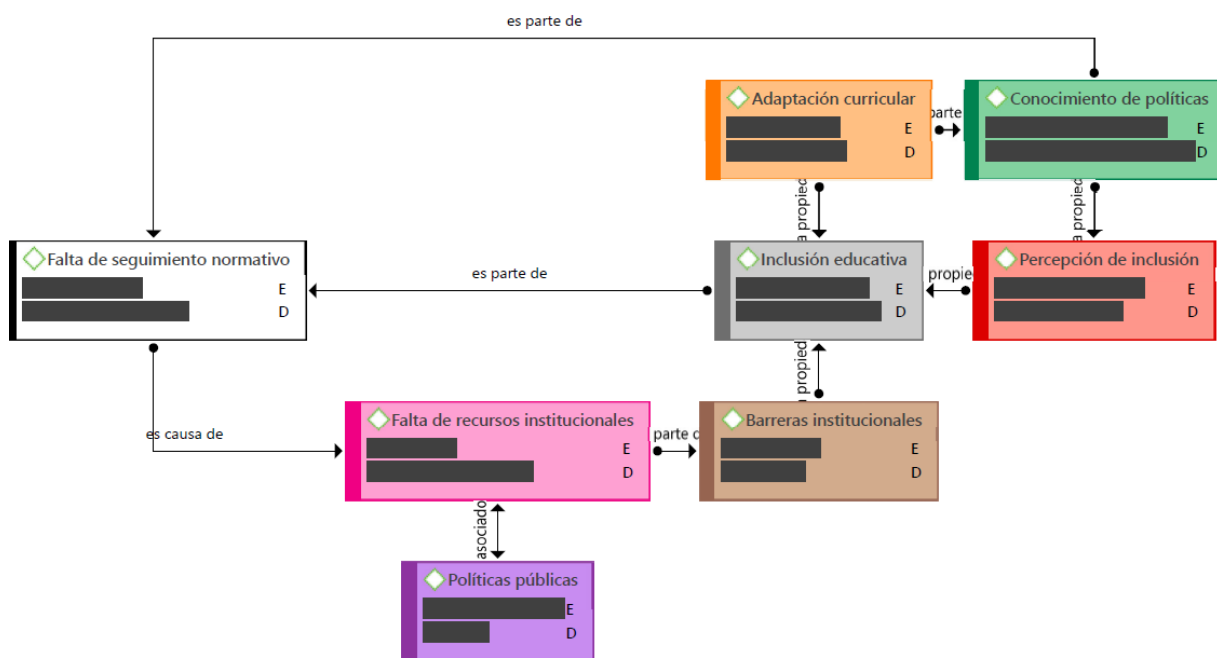 es parte de
Adaptación curricular
E
D
parte
Conocimiento de políticas
E
D
a propied
a propied
Falta de seguimiento normativo
E
D
es parte de
Inclusión educativa
E
D
propied
Percepción de inclusión
E
D
a propied
es causa de
Falta de recursos institucionales
E
D
parte d
Barreras institucionales
E
D
asociado
Políticas públicas
E
D